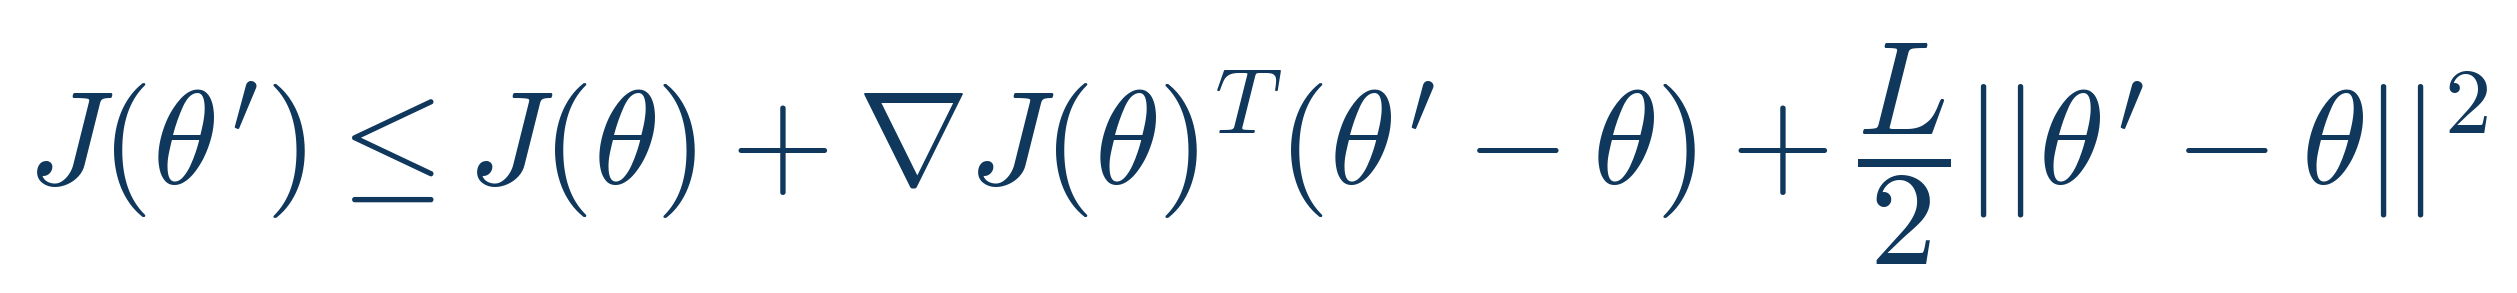 J(θ′) ≤ J(θ) + ∇J(θ)ᵀ(θ′ − θ) + L/2 ‖θ′ − θ‖²